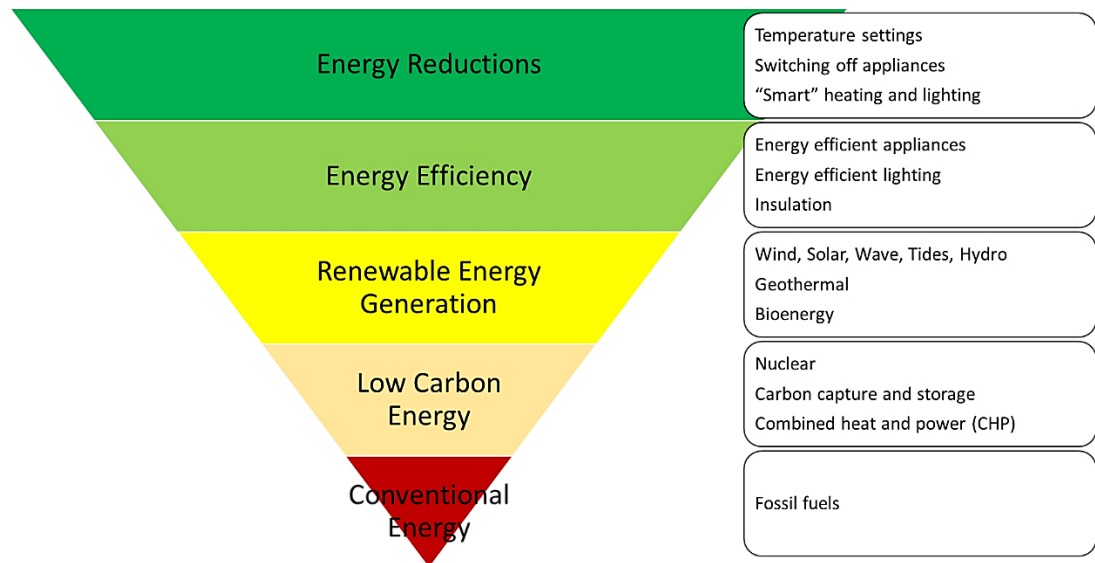 Energy Reductions
Temperature settings
Switching off appliances
“Smart” heating and lighting
Energy Efficiency
Energy efficient appliances
Energy efficient lighting
Insulation
Renewable Energy
Generation
Wind, Solar, Wave, Tides, Hydro
Geothermal
Bioenergy
Low Carbon
Energy
Nuclear
Carbon capture and storage
Combined heat and power (CHP)
Conventional
Energy
Fossil fuels